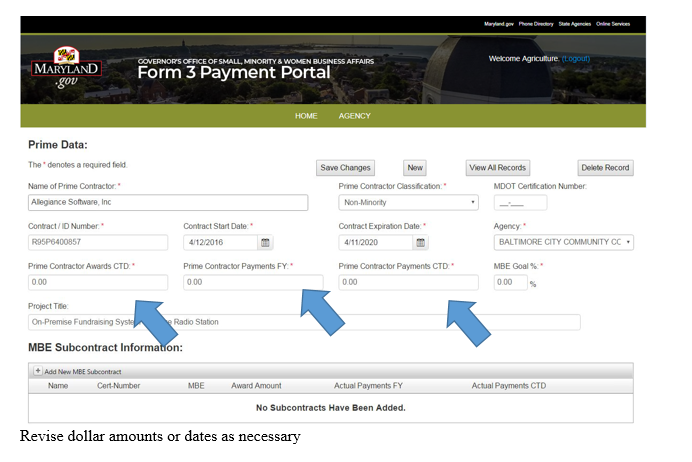 Maryland.gov Phone Directory State Agencies Online Services
MARYLAND
.gov
GOVERNOR'S OFFICE OF SMALL, MINORITY & WOMEN BUSINESS AFFAIRS
Form 3 Payment Portal
Welcome Agriculture. (Logout)
HOME AGENCY
Prime Data:
The * denotes a required field.
Save Changes New View All Records Delete Record
Name of Prime Contractor: * Prime Contractor Classification: * MDOT Certification Number:
Allegiance Software, Inc Non-Minority __-___
Contract / ID Number: * Contract Start Date: * Contract Expiration Date: * Agency: *
R95P6400857 4/12/2016 4/11/2020 BALTIMORE CITY COMMUNITY CC
Prime Contractor Awards CTD: * Prime Contractor Payments FY: * Prime Contractor Payments CTD: * MBE Goal %: *
0.00 0.00 0.00 0.00 %
Project Title:
On-Premise Fundraising Radio Station
MBE Subcontract Information:
+ Add New MBE Subcontract
Name Cert-Number MBE Award Amount Actual Payments FY Actual Payments CTD
No Subcontracts Have Been Added.
Revise dollar amounts or dates as necessary